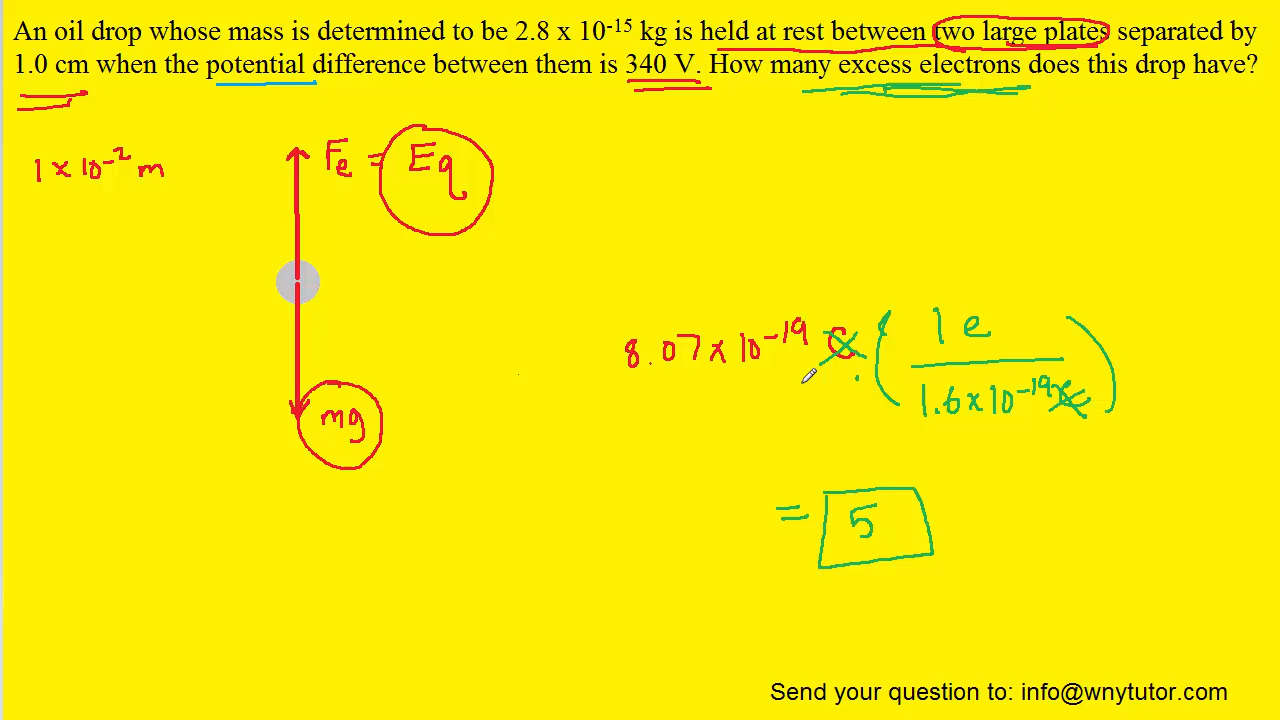 An oil drop whose mass is determined to be 2.8 x 10⁻¹⁵ kg is held at rest between two large plates separated by
1.0 cm when the potential difference between them is 340 V. How many excess electrons does this drop have?
1 × 10⁻² m
Fe = Eq
mg
8.07 × 10⁻¹⁹ C · ( 1 e / 1.6 × 10⁻¹⁹ C )
= 5
Send your question to: info@wnytutor.com